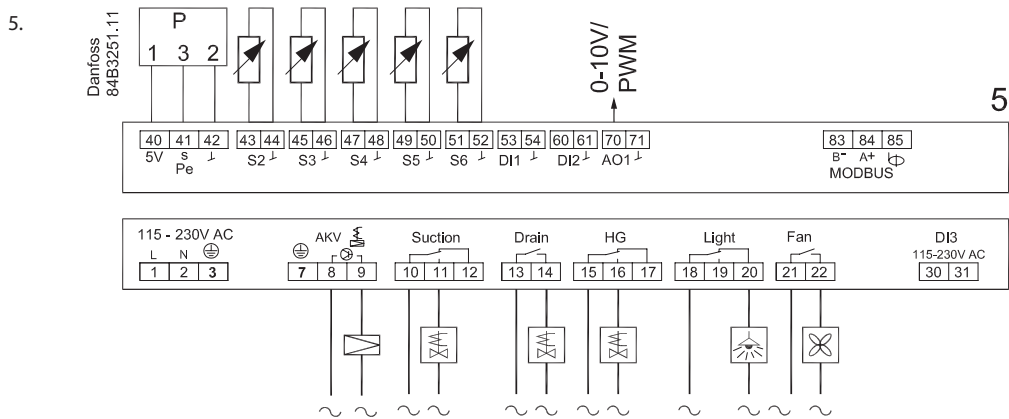 5.
Danfoss
84B3251.11
P
1 3 2
0-10V/
PWM
5
40 41 42 43 44 45 46 47 48 49 50 51 52 53 54 60 61 70 71 83 84 85
5V s S2 S3 S4 S5 S6 DI1 DI2 AO1 B- A+
Pe MODBUS
115 - 230V AC AKV Suction Drain HG Light Fan DI3
L N 115-230V AC
1 2 3 7 8 9 10 11 12 13 14 15 16 17 18 19 20 21 22 30 31